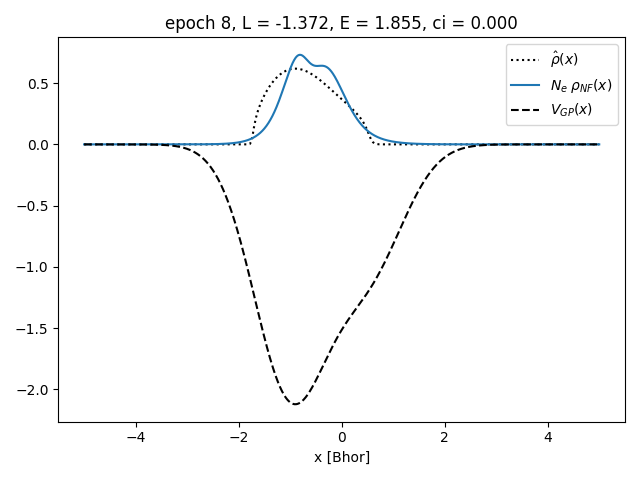 epoch 8, L = -1.372, E = 1.855, ci = 0.000
ρ̂(x)
Nₑ ρ_NF(x)
V_GP(x)
0.5
0.0
−0.5
−1.0
−1.5
−2.0
−4 −2 0 2 4
x [Bhor]